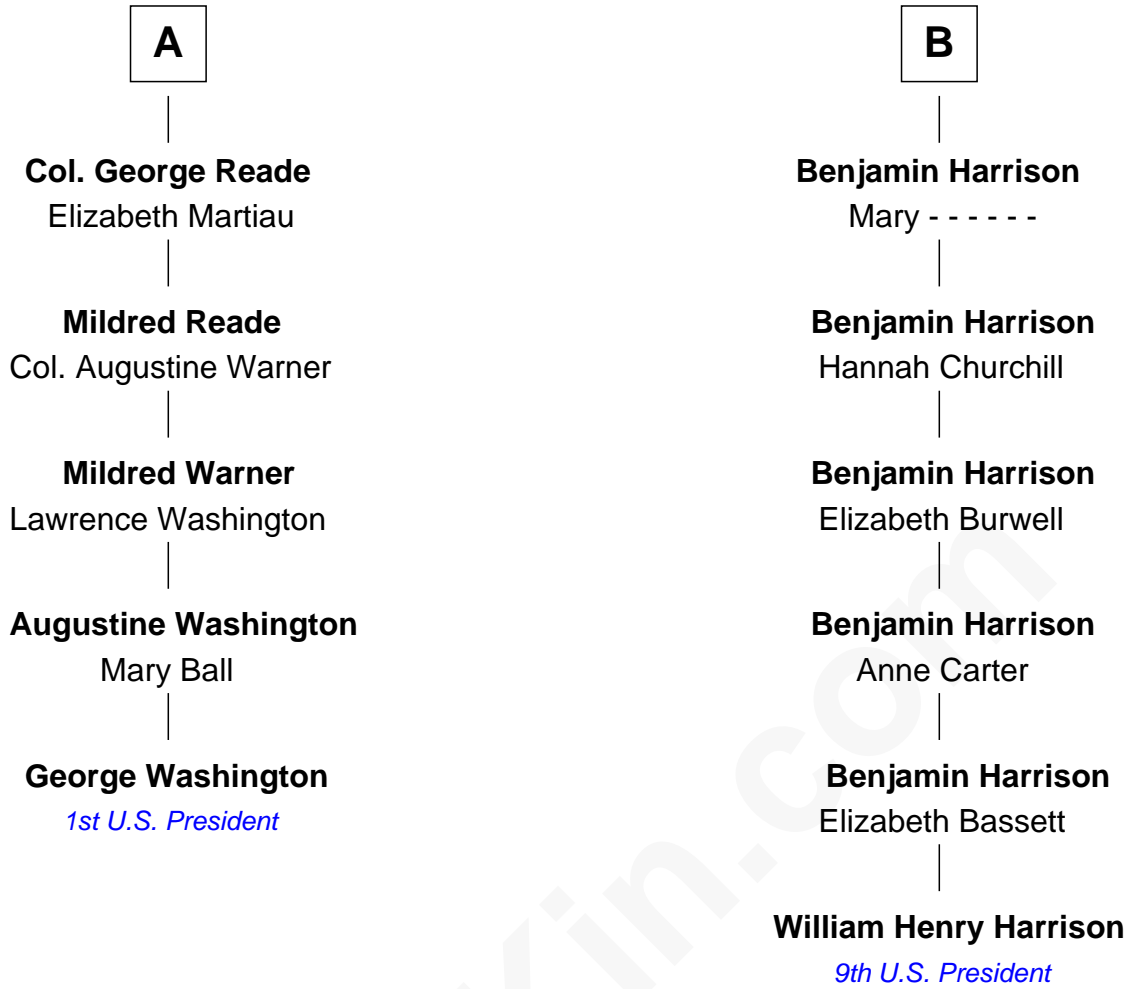 A
Col. George Reade
Elizabeth Martiau
Mildred Reade
Col. Augustine Warner
Mildred Warner
Lawrence Washington
Augustine Washington
Mary Ball
George Washington
1st U.S. President
B
Benjamin Harrison
Mary - - - - - -
Benjamin Harrison
Hannah Churchill
Benjamin Harrison
Elizabeth Burwell
Benjamin Harrison
Anne Carter
Benjamin Harrison
Elizabeth Bassett
William Henry Harrison
9th U.S. President
Kin.com